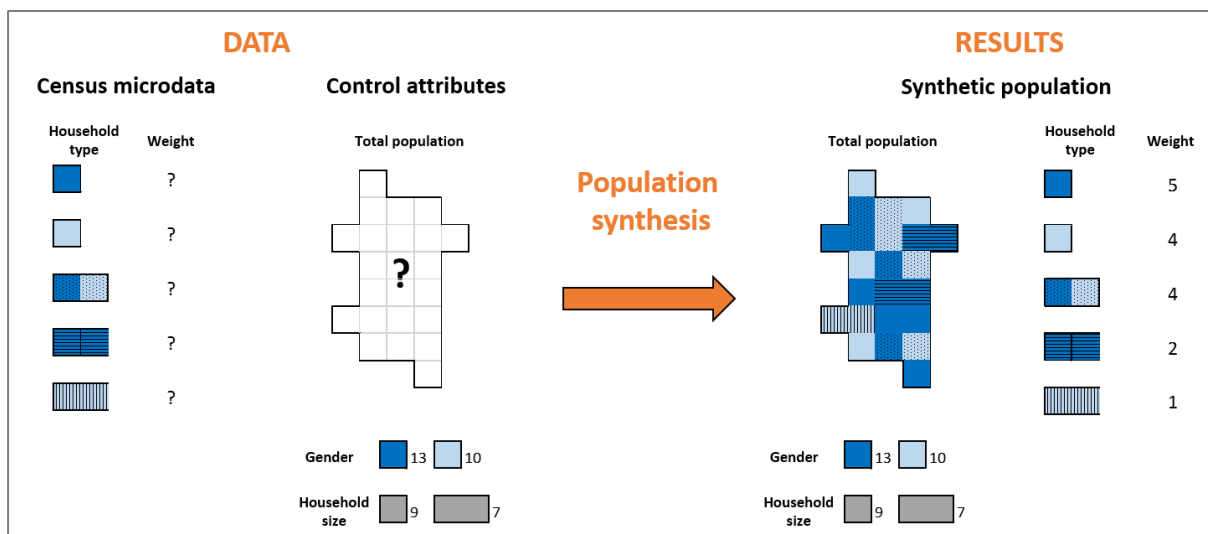 DATA
RESULTS
Census microdata
Control attributes
Synthetic population
Household
type
Weight
Total population
Total population
Household
type
Weight
?
?
?
?
?
?
Population
synthesis
5
4
4
2
1
Gender
13
10
Household
size
9
7
Gender
13
10
Household
size
9
7